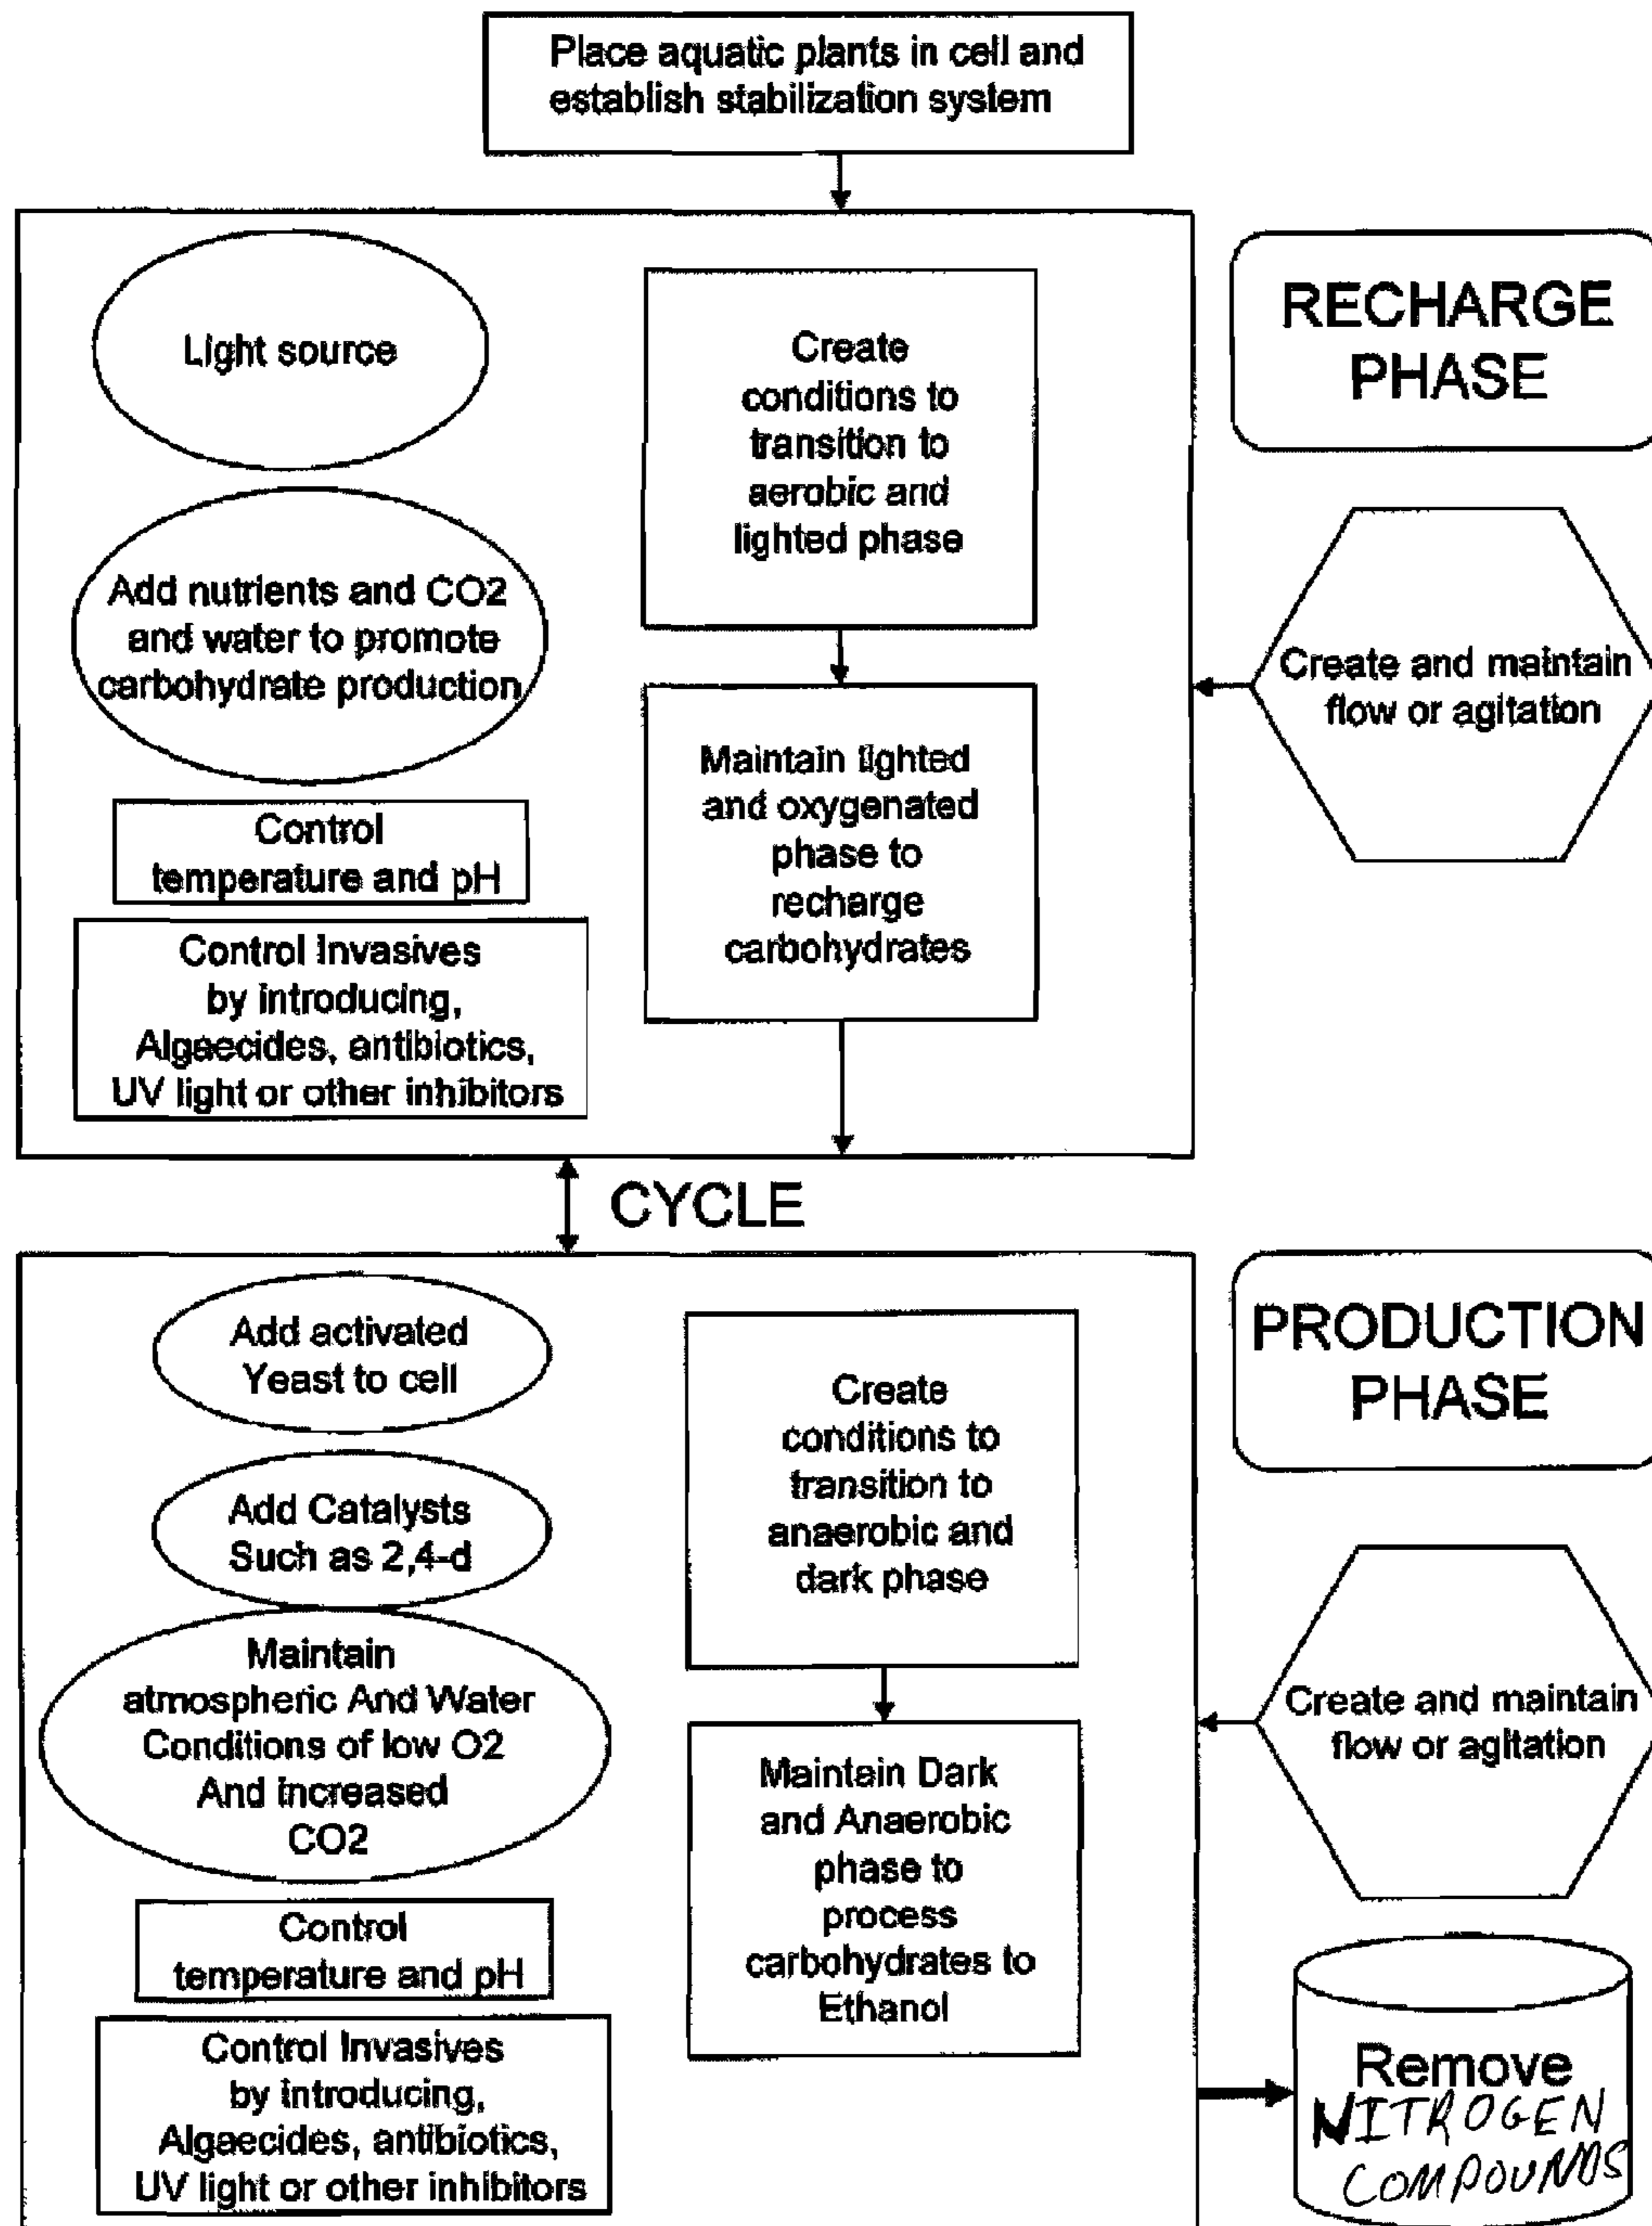 Place aquatic plants in cell and
establish stabilization system
Light source
Add nutrients and CO2
and water to promote
carbohydrate production
Control
temperature and pH
Control Invasives
by introducing,
Algaecides, antibiotics,
UV light or other inhibitors
Create
conditions to
transition to
aerobic and
lighted phase
Maintain lighted
and oxygenated
phase to
recharge
carbohydrates
RECHARGE
PHASE
Create and maintain
flow or agitation
CYCLE
Add activated
Yeast to cell
Add Catalysts
Such as 2,4-d
Maintain
atmospheric And Water
Conditions of low O2
And increased
CO2
Control
temperature and pH
Control Invasives
by introducing,
Algaecides, antibiotics,
UV light or other inhibitors
Create
conditions to
transition to
anaerobic and
dark phase
Maintain Dark
and Anaerobic
phase to
process
carbohydrates to
Ethanol
PRODUCTION
PHASE
Create and maintain
flow or agitation
Remove
NITROGEN
COMPOUNDS